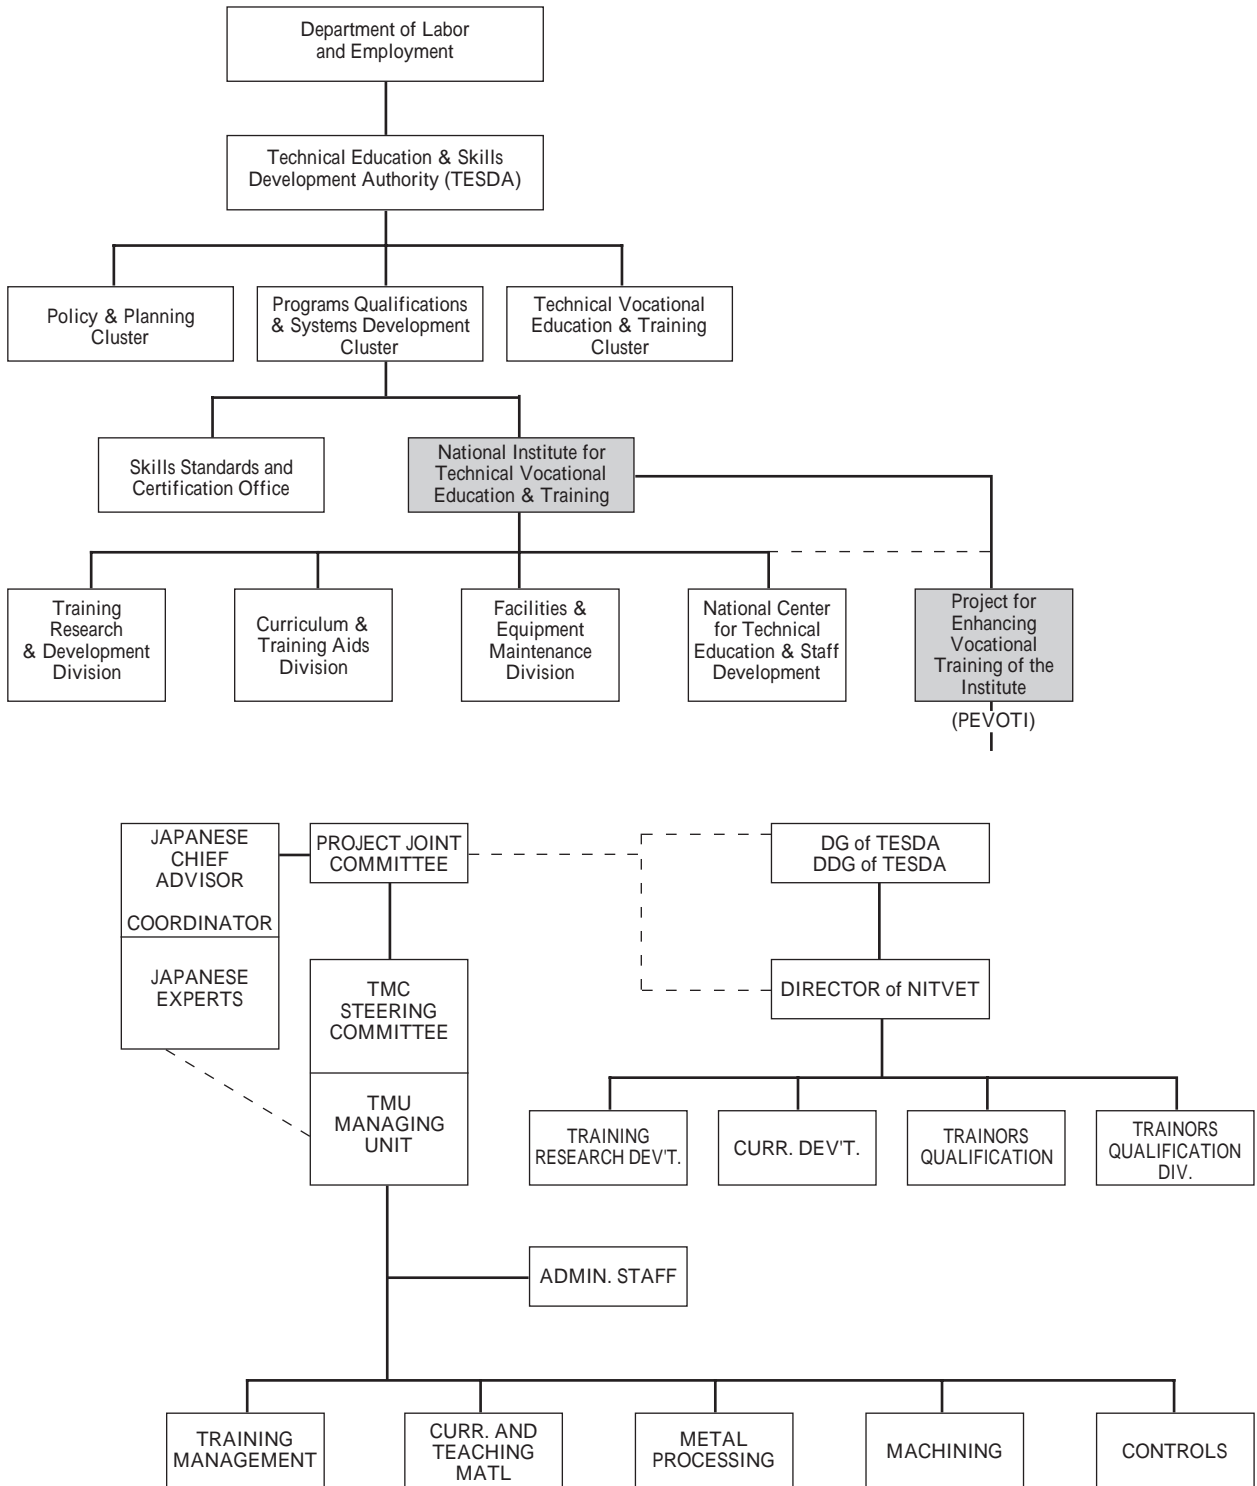 Department of Labor
and Employment
Technical Education & Skills
Development Authority (TESDA)
Policy & Planning
Cluster
Programs Qualifications
& Systems Development
Cluster
Technical Vocational
Education & Training
Cluster
Skills Standards and
Certification Office
National Institute for
Technical Vocational
Education & Training
Training
Research
& Development
Division
Curriculum &
Training Aids
Division
Facilities &
Equipment
Maintenance
Division
National Center
for Technical
Education & Staff
Development
Project for
Enhancing
Vocational
Training of the
Institute
(PEVOTI)
JAPANESE
CHIEF
ADVISOR
COORDINATOR
JAPANESE
EXPERTS
PROJECT JOINT
COMMITTEE
TMC
STEERING
COMMITTEE
TMU
MANAGING
UNIT
DG of TESDA
DDG of TESDA
DIRECTOR of NITVET
TRAINING
RESEARCH DEV'T.
CURR. DEV'T.
TRAINORS
QUALIFICATION
TRAINORS
QUALIFICATION
DIV.
ADMIN. STAFF
TRAINING
MANAGEMENT
CURR. AND
TEACHING
MATL
METAL
PROCESSING
MACHINING
CONTROLS